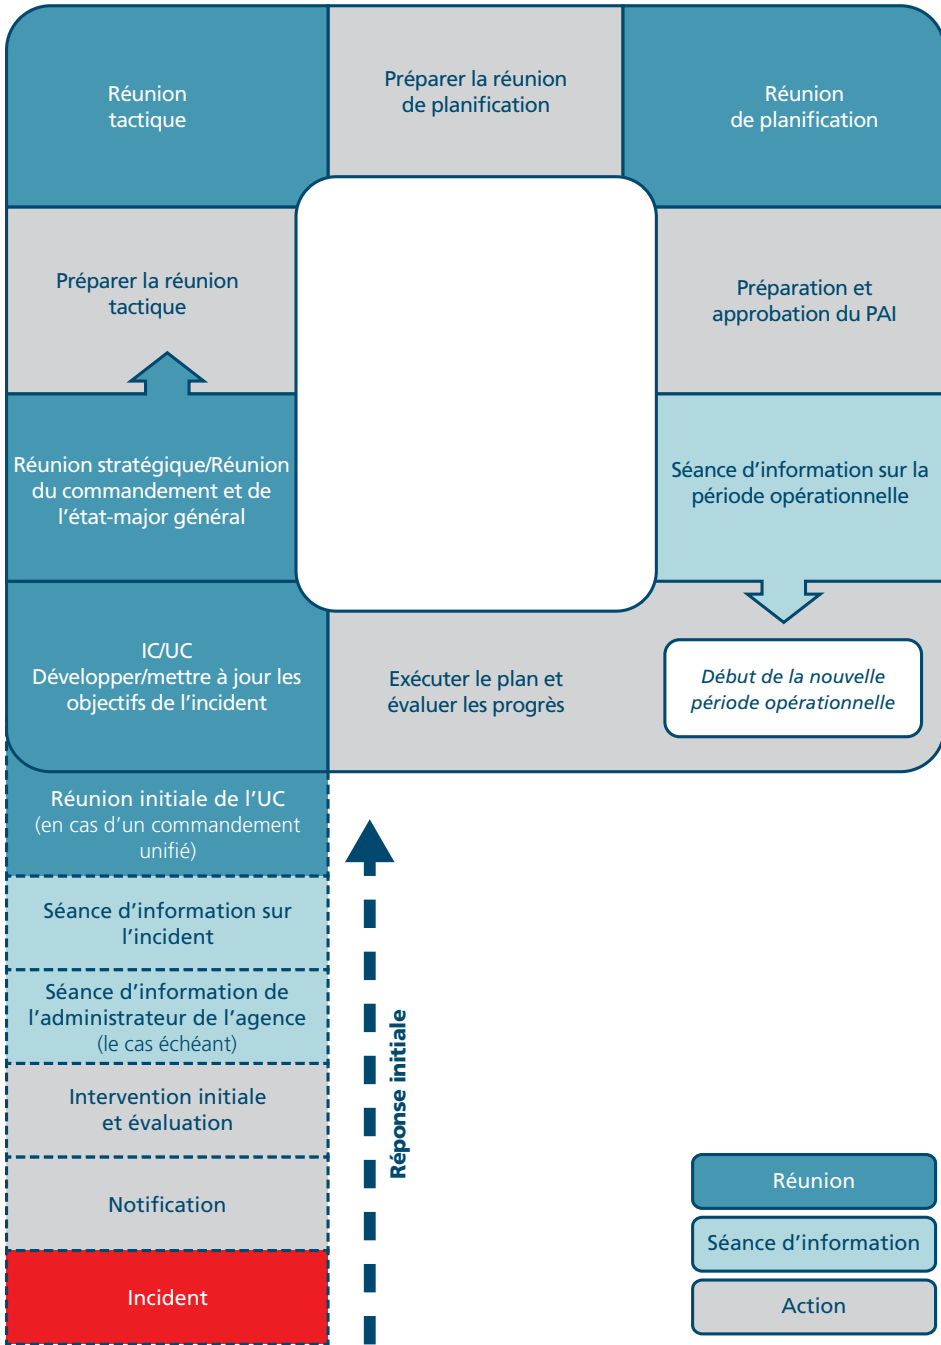 Réunion
tactique
Préparer la réunion
de planification
Réunion
de planification
Préparer la réunion
tactique
Préparation et
approbation du PAI
Réunion stratégique/Réunion
du commandement et de
l’état-major général
Séance d’information sur la
période opérationnelle
IC/UC
Développer/mettre à jour les
objectifs de l’incident
Exécuter le plan et
évaluer les progrès
Début de la nouvelle
période opérationnelle
Réunion initiale de l’UC
(en cas d’un commandement
unifié)
Séance d’information sur
l’incident
Séance d’information de
l’administrateur de l’agence
(le cas échéant)
Intervention initiale
et évaluation
Notification
Incident
Réponse initiale
Réunion
Séance d’information
Action